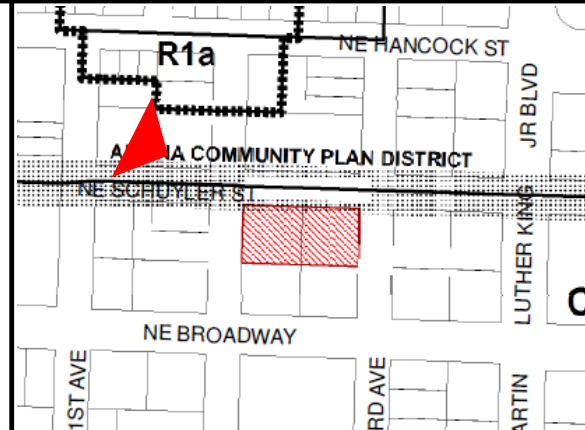 R1a
NE HANCOCK ST
JR BLVD
COMMUNITY PLAN DISTRICT
NE SCHUYLER ST
LUTHER KING
NE BROADWAY
1ST AVE
RD AVE
ARTIN